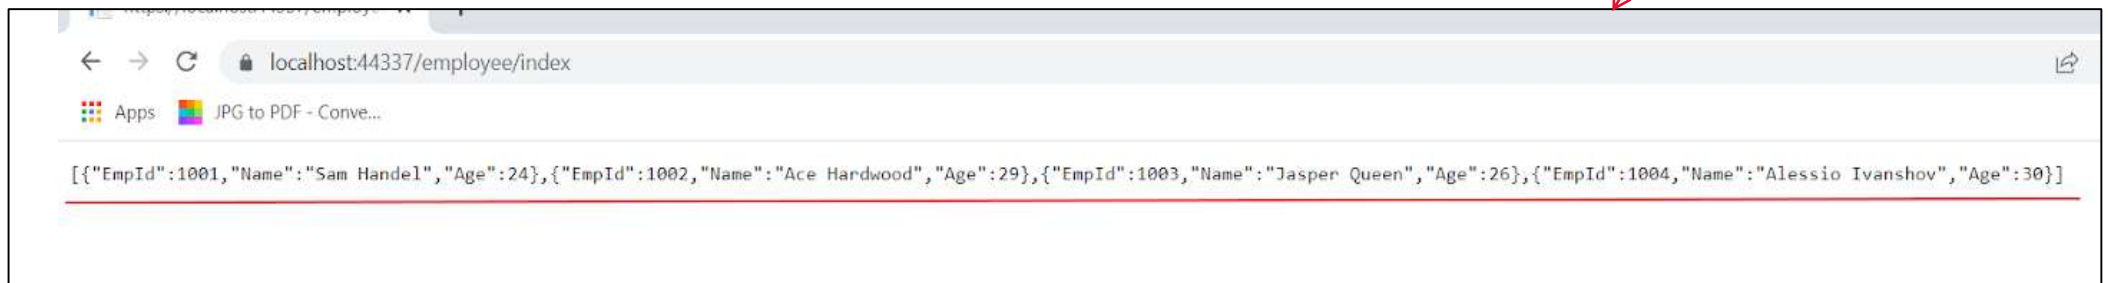 localhost:44337/employee/index
Apps JPG to PDF - Conve...
[{"EmpId":1001,"Name":"Sam Handel","Age":24},{"EmpId":1002,"Name":"Ace Hardwood","Age":29},{"EmpId":1003,"Name":"Jasper Queen","Age":26},{"EmpId":1004,"Name":"Alessio Ivanshov","Age":30}]